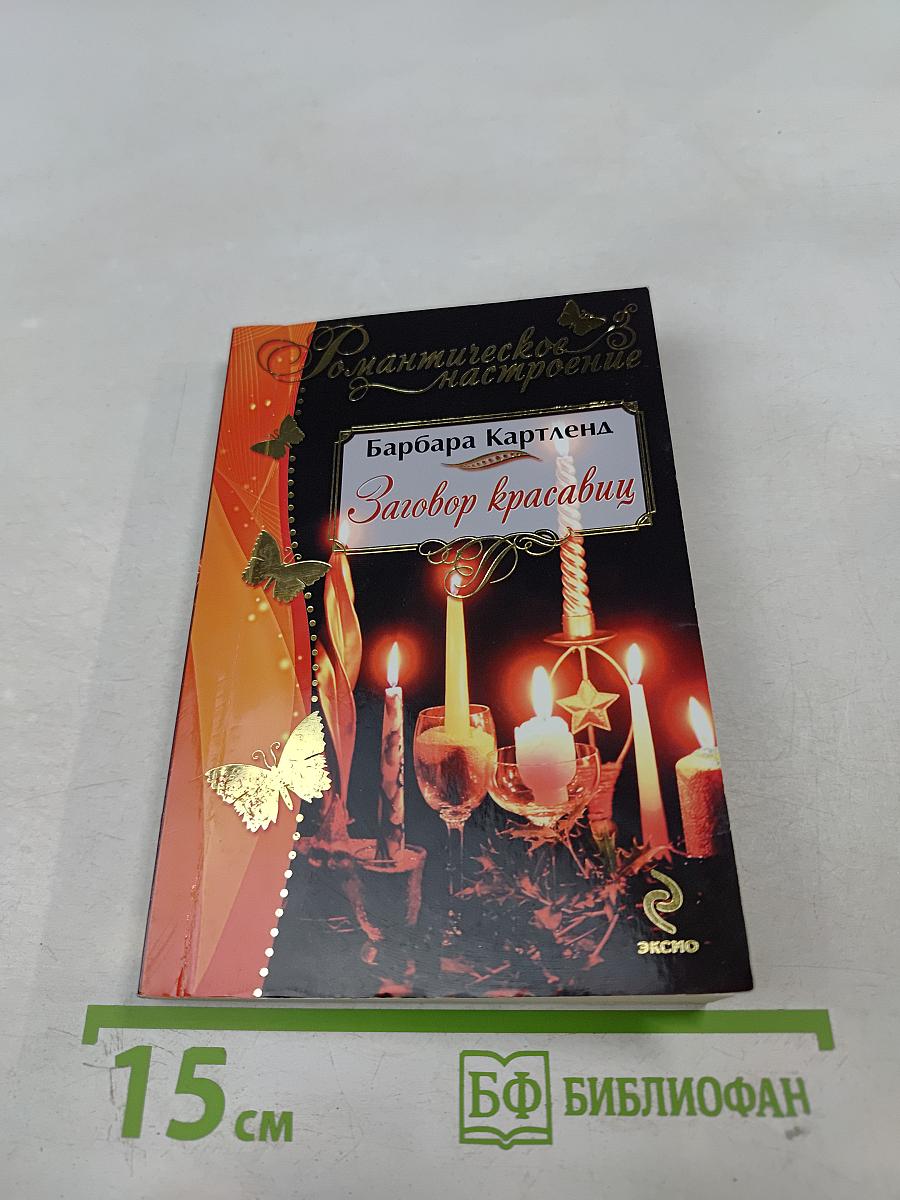 Романтическое
настроение
Барбара Картленд
Заговор красавиц
эксмо
15 см
БФ БИБЛИОФАН